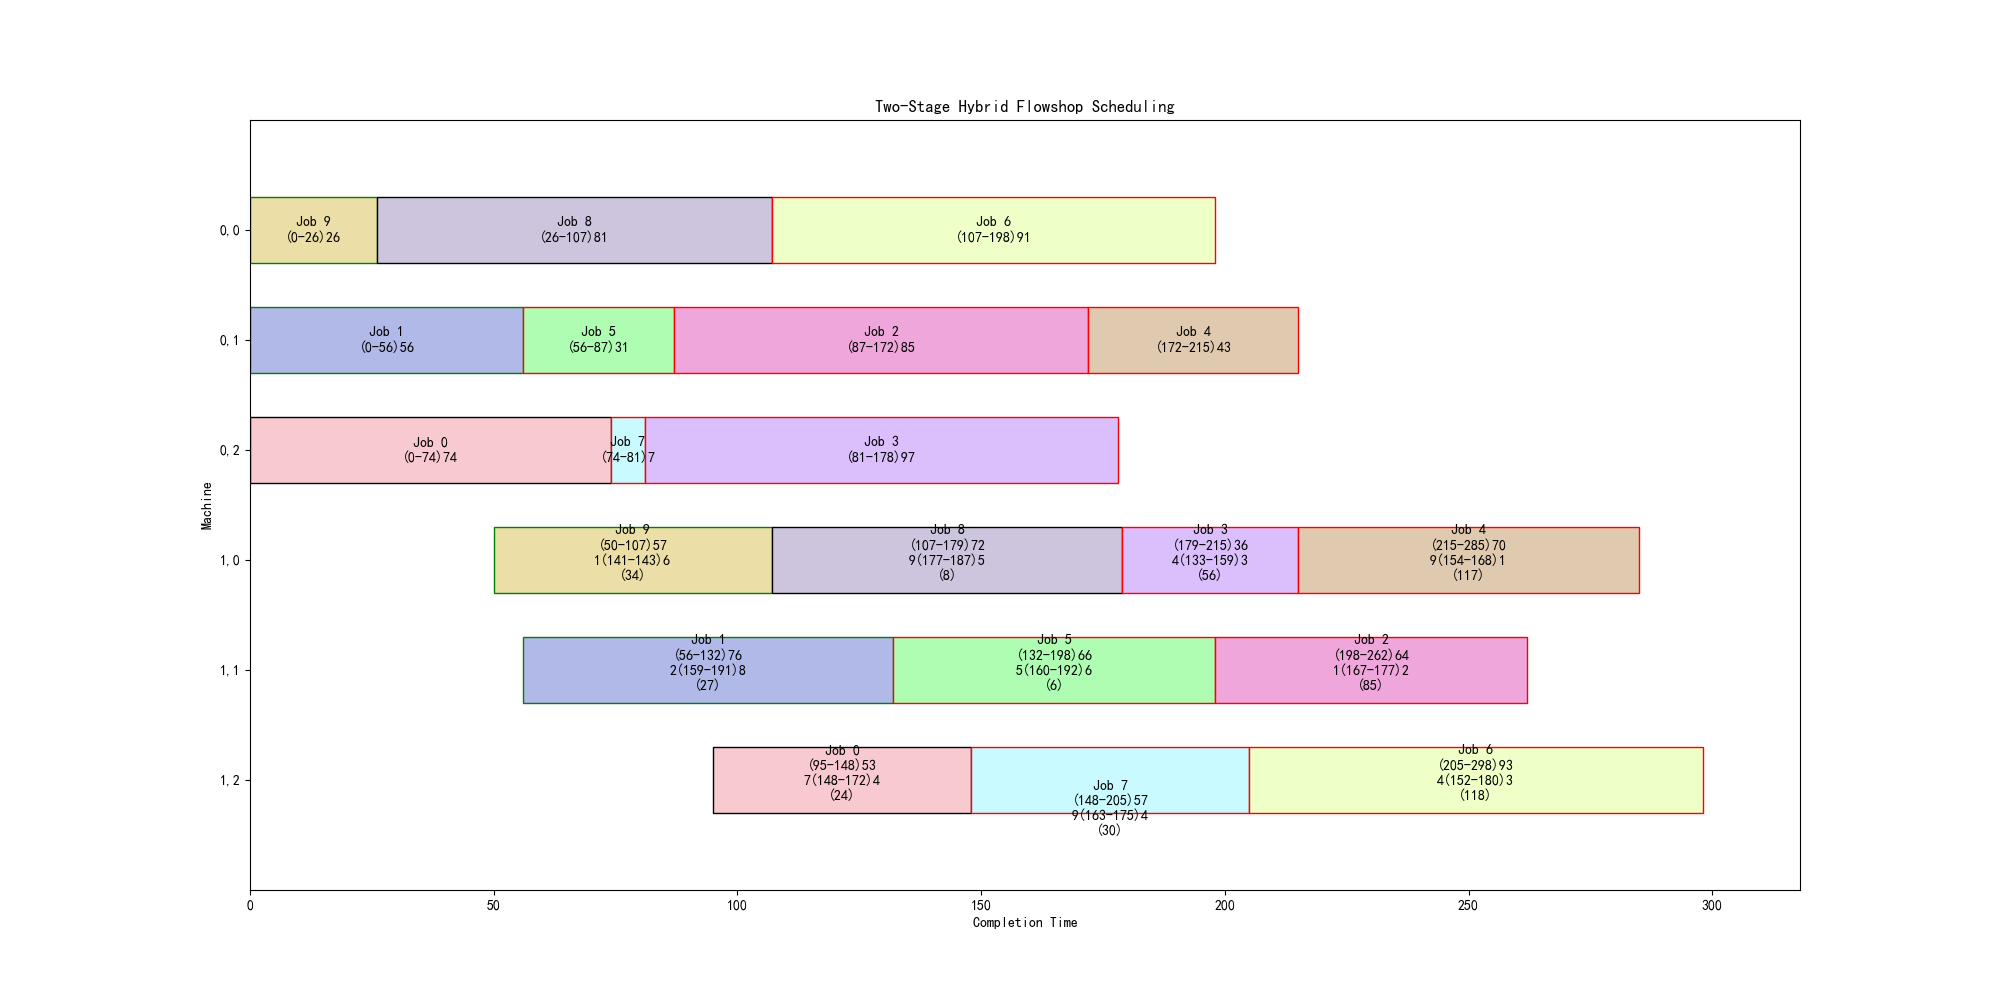 Two-Stage Hybrid Flowshop Scheduling
0,0
Job 9
(0-26)26
Job 8
(26-107)81
Job 6
(107-198)91
0,1
Job 1
(0-56)56
Job 5
(56-87)31
Job 2
(87-172)85
Job 4
(172-215)43
0,2
Job 0
(0-74)74
Job 7
(74-81)7
Job 3
(81-178)97
Machine
1,0
Job 9
(50-107)57
1(141-143)6
(34)
Job 8
(107-179)72
9(177-187)5
(8)
Job 3
(179-215)36
4(133-159)3
(56)
Job 4
(215-285)70
9(154-168)1
(117)
1,1
Job 1
(56-132)76
2(159-191)8
(27)
Job 5
(132-198)66
5(160-192)6
(6)
Job 2
(198-262)64
1(167-177)2
(85)
1,2
Job 0
(95-148)53
7(148-172)4
(24)
Job 7
(148-205)57
9(163-175)4
(30)
Job 6
(205-298)93
4(152-180)3
(118)
0
50
100
150
200
250
300
Completion Time